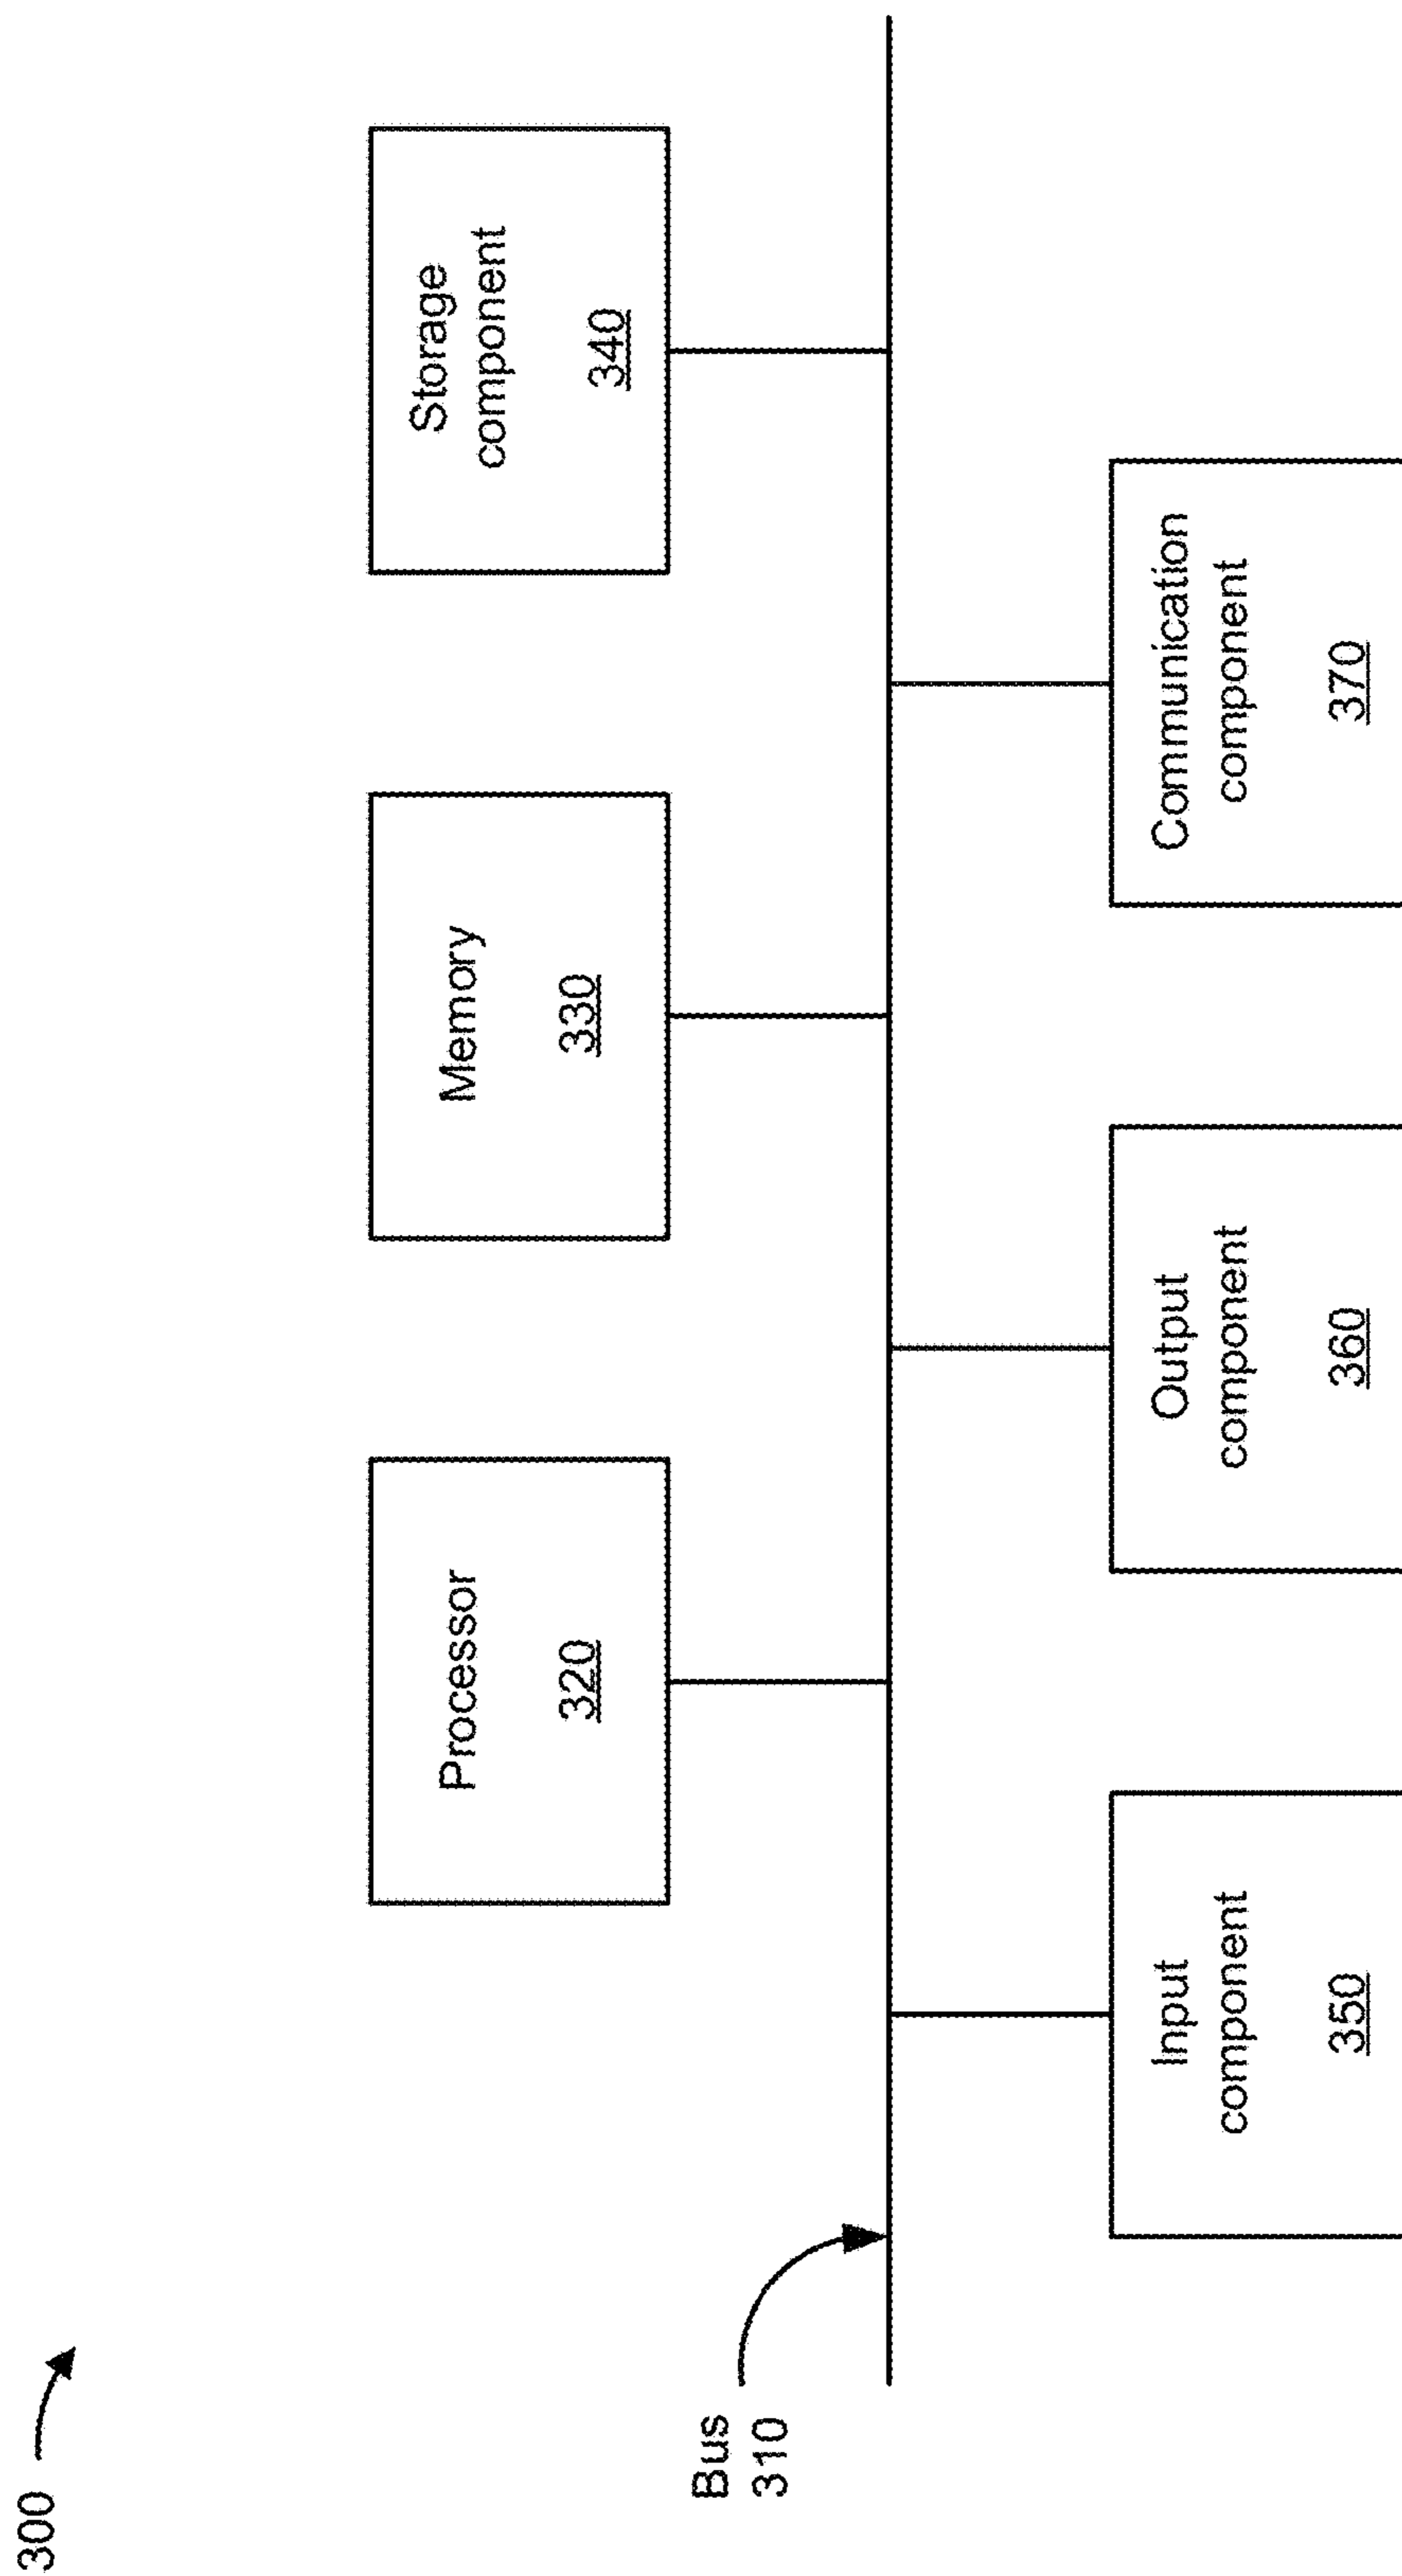 300
Processor
320
Memory
330
Storage
component
340
Bus
310
Input
component
350
Output
component
360
Communication
component
370